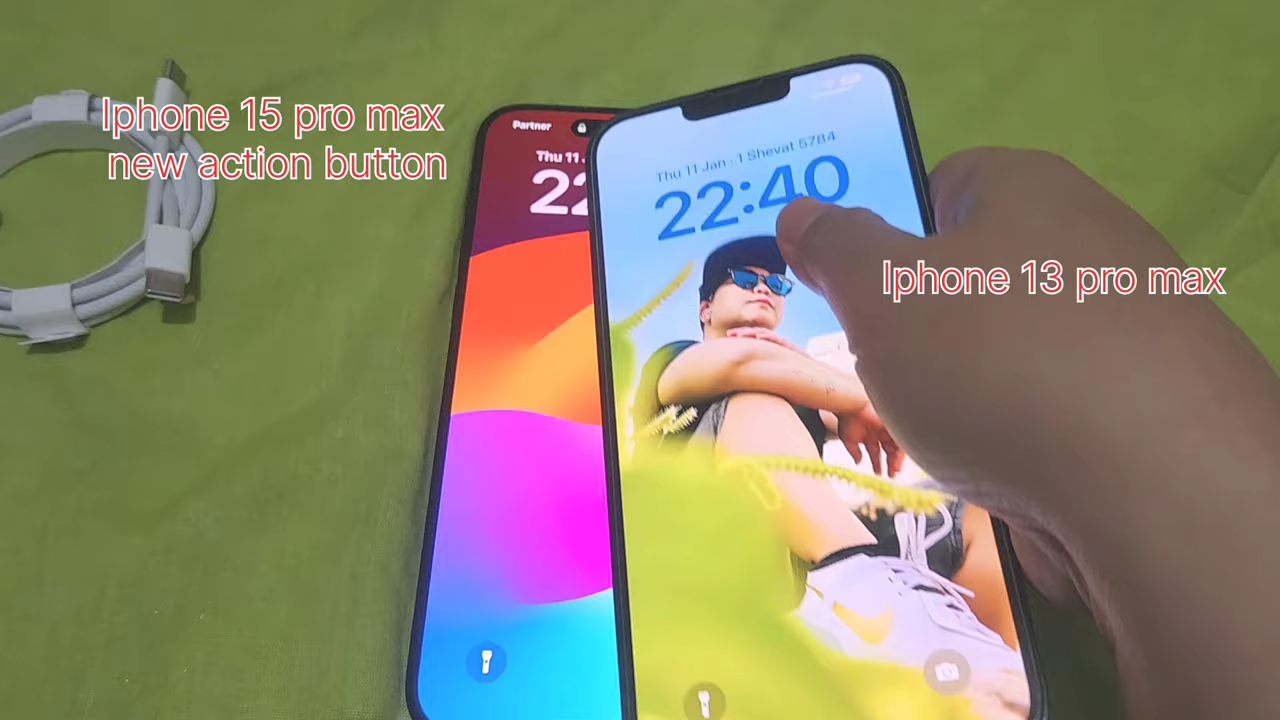 Iphone 15 pro max
new action button
Partner
Thu 11
22
Thu 11 Jan · 1 Shevat 5784
22:40
Iphone 13 pro max